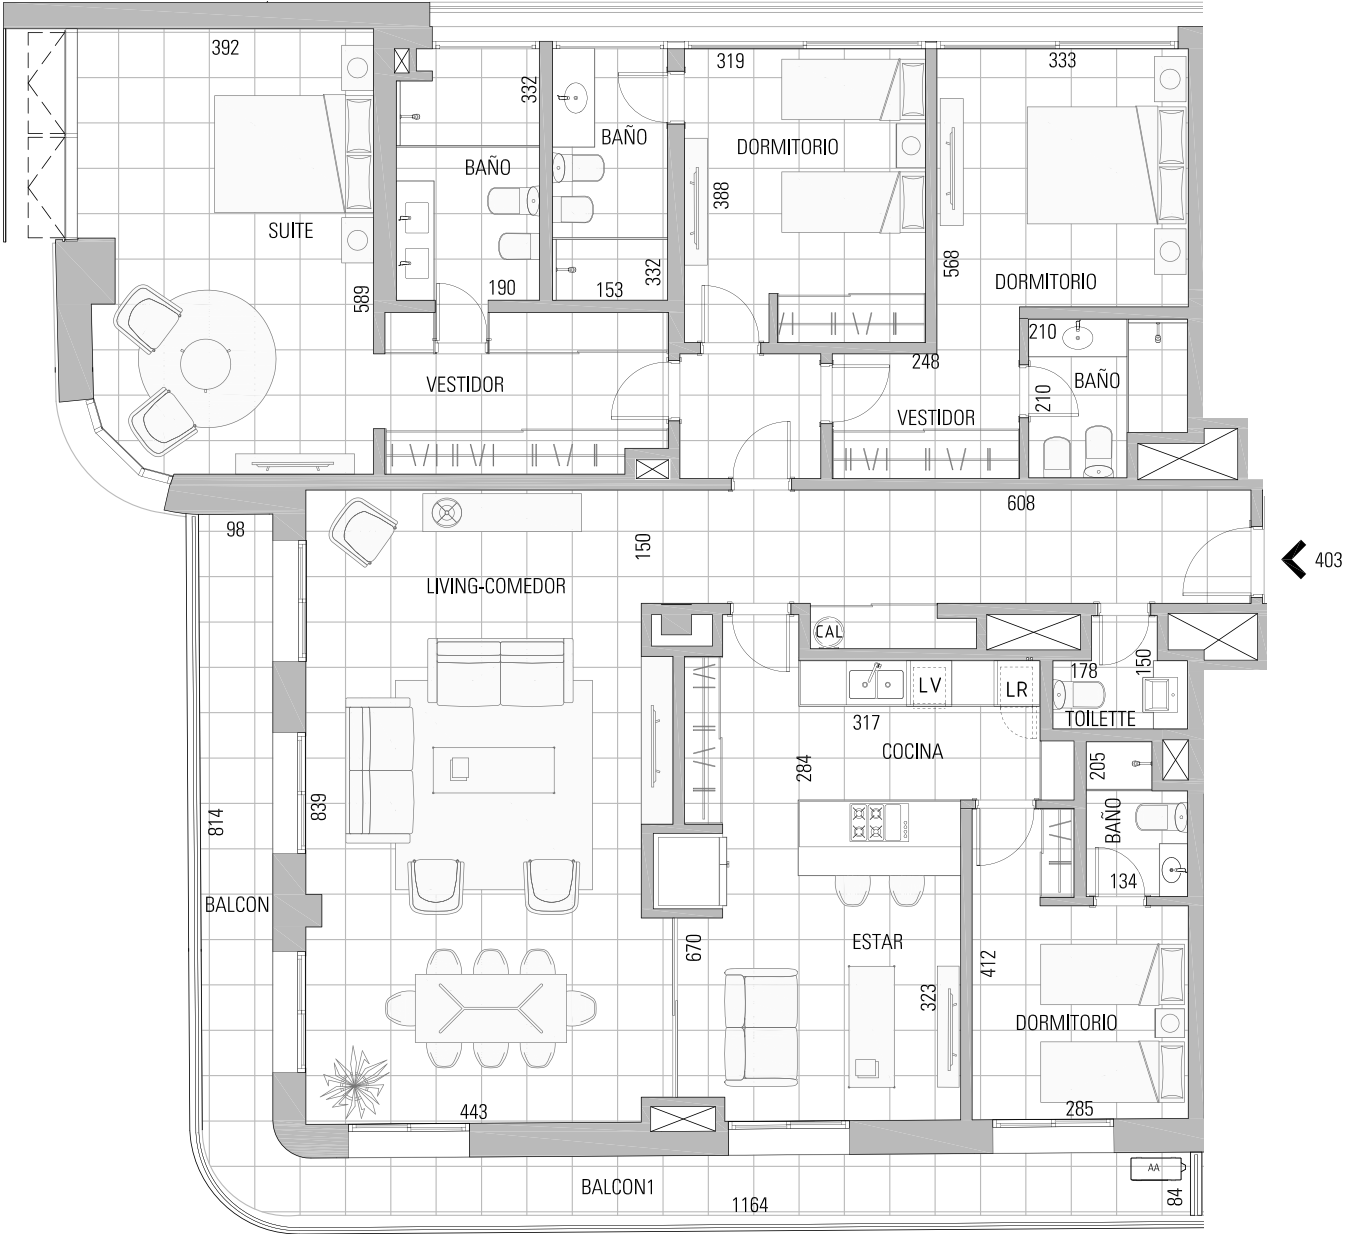 392
332
319
333
BAÑO
DORMITORIO
BAÑO
388
SUITE
568
332
DORMITORIO
589
190
153
210
248
BAÑO
VESTIDOR
210
VESTIDOR
608
98
150
403
LIVING-COMEDOR
CAL
150
178
LV
LR
TOILETTE
317
COCINA
284
205
839
814
BAÑO
134
BALCON
ESTAR
670
412
323
DORMITORIO
443
285
AA
BALCON1
84
1164